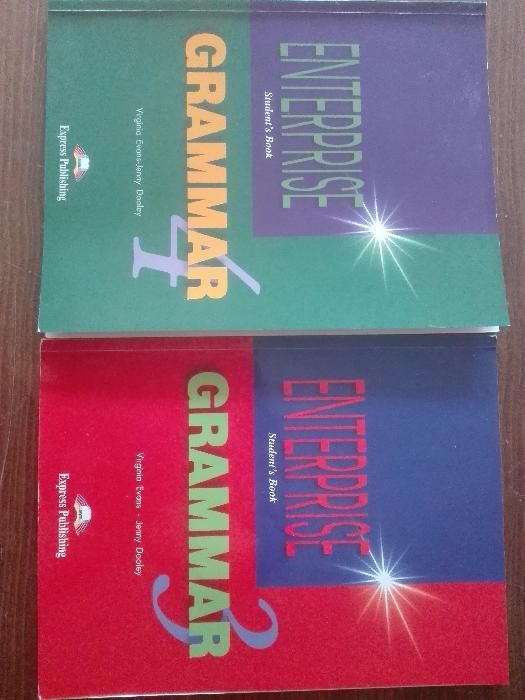 ENTERPRISE
Student's Book
GRAMMAR
4
Virginia Evans-Jenny Dooley
Express Publishing
ENTERPRISE
Student's Book
GRAMMAR
3
Virginia Evans - Jenny Dooley
Express Publishing